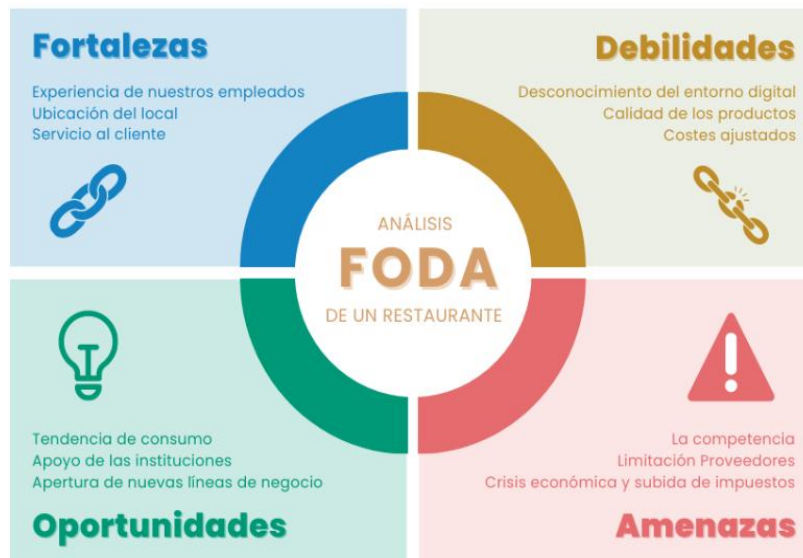 Fortalezas
Experiencia de nuestros empleados
Ubicación del local
Servicio al cliente
Debilidades
Desconocimiento del entorno digital
Calidad de los productos
Costes ajustados
ANÁLISIS
FODA
DE UN RESTAURANTE
Tendencia de consumo
Apoyo de las instituciones
Apertura de nuevas líneas de negocio
Oportunidades
La competencia
Limitación Proveedores
Crisis económica y subida de impuestos
Amenazas